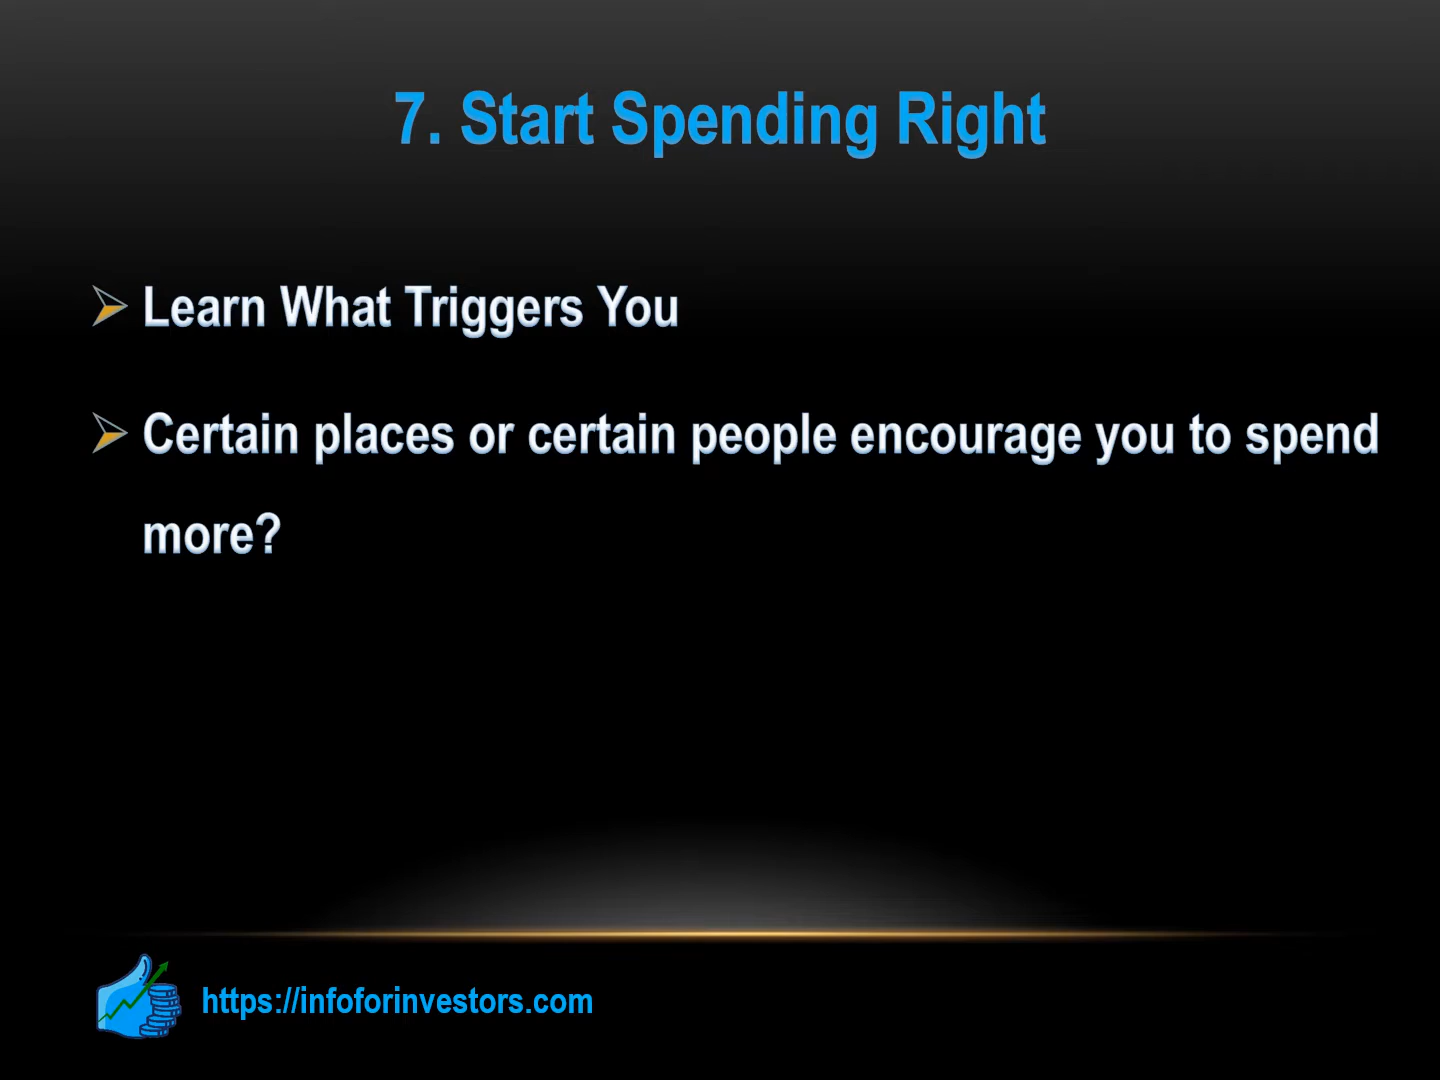 7. Start Spending Right
Learn What Triggers You
Certain places or certain people encourage you to spend
more?
https://infoforinvestors.com